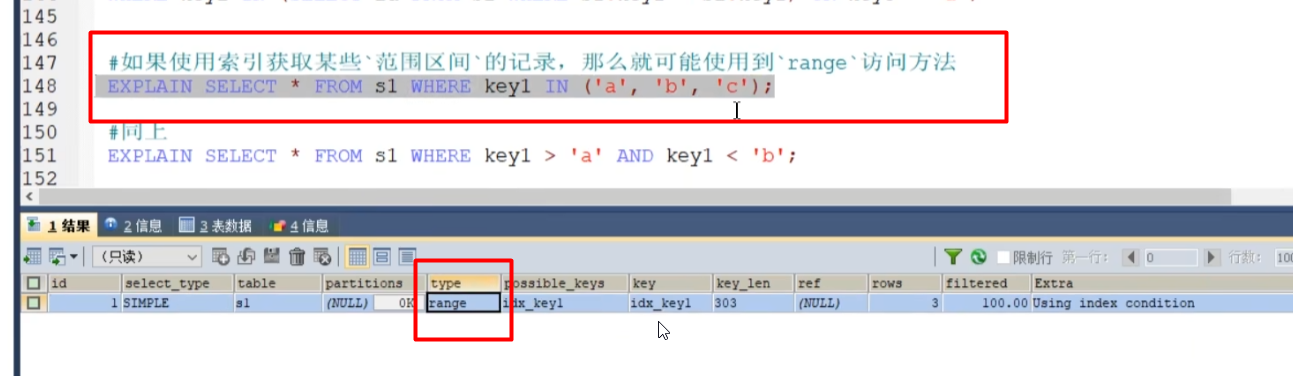 145
146
147 #如果使用索引获取某些`范围区间`的记录，那么就可能使用到`range`访问方法
148 EXPLAIN SELECT * FROM s1 WHERE key1 IN ('a', 'b', 'c');
149
150 #同上
151 EXPLAIN SELECT * FROM s1 WHERE key1 > 'a' AND key1 < 'b';
152
1 结果 2 信息 3 表数据 4 信息
（只读） 限制行 第一行: 0 行数: 100
id select_type table partitions type possible_keys key key_len ref rows filtered Extra
1 SIMPLE s1 (NULL) 0K range idx_key1 idx_key1 303 (NULL) 3 100.00 Using index condition